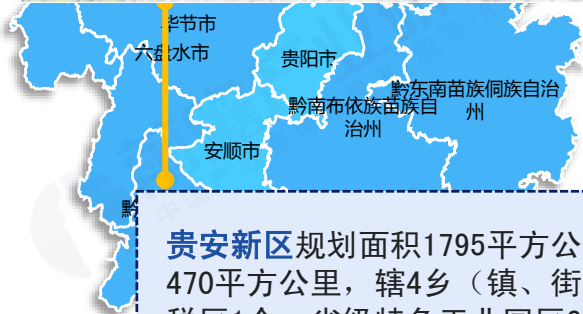 毕节市
六盘水市
贵阳市
黔东南苗族侗族自治
州
黔南布依族苗族自
治州
安顺市
黔
贵安新区规划面积1795平方公
470平方公里，辖4乡（镇、街